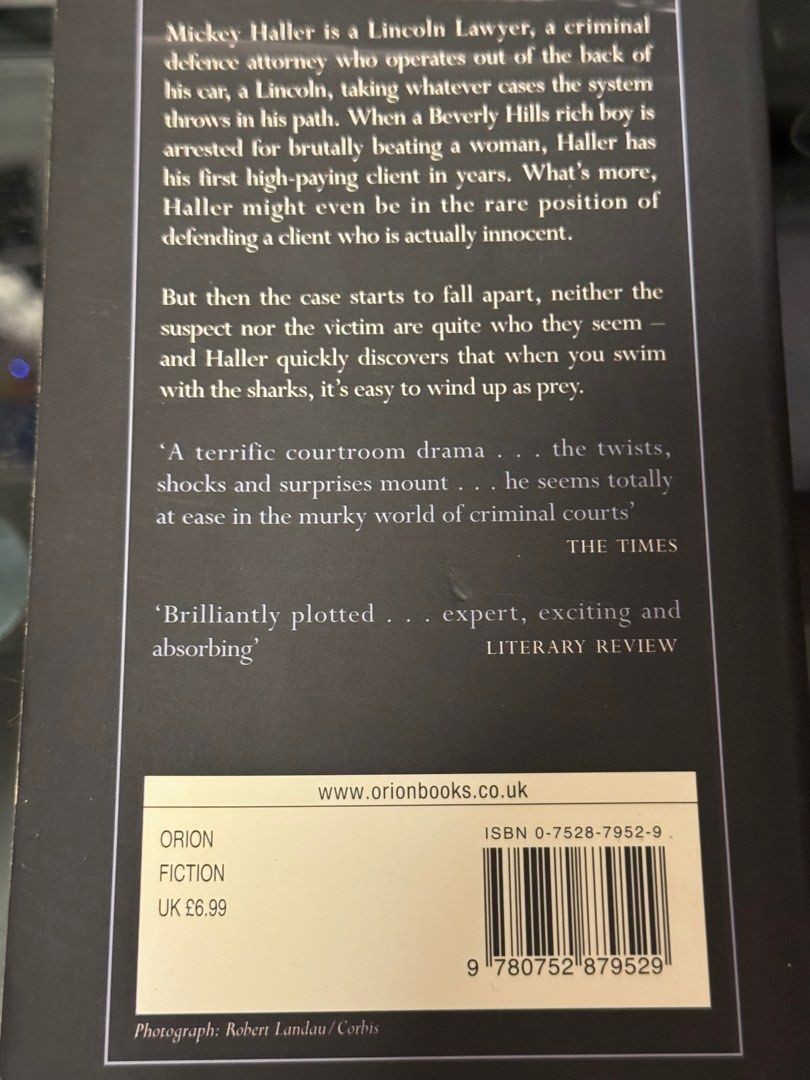 Mickey Haller is a Lincoln Lawyer, a criminal
defence attorney who operates out of the back of
his car, a Lincoln, taking whatever cases the system
throws in his path. When a Beverly Hills rich boy is
arrested for brutally beating a woman, Haller has
his first high-paying client in years. What's more,
Haller might even be in the rare position of
defending a client who is actually innocent.
But then the case starts to fall apart, neither the
suspect nor the victim are quite who they seem –
and Haller quickly discovers that when you swim
with the sharks, it's easy to wind up as prey.
‘A terrific courtroom drama . . . the twists,
shocks and surprises mount . . . he seems totally
at ease in the murky world of criminal courts’
THE TIMES
‘Brilliantly plotted . . . expert, exciting and
absorbing’ LITERARY REVIEW
www.orionbooks.co.uk
ORION
FICTION
UK £6.99
ISBN 0-7528-7952-9
9 780752 879529
Photograph: Robert Landau/Corbis